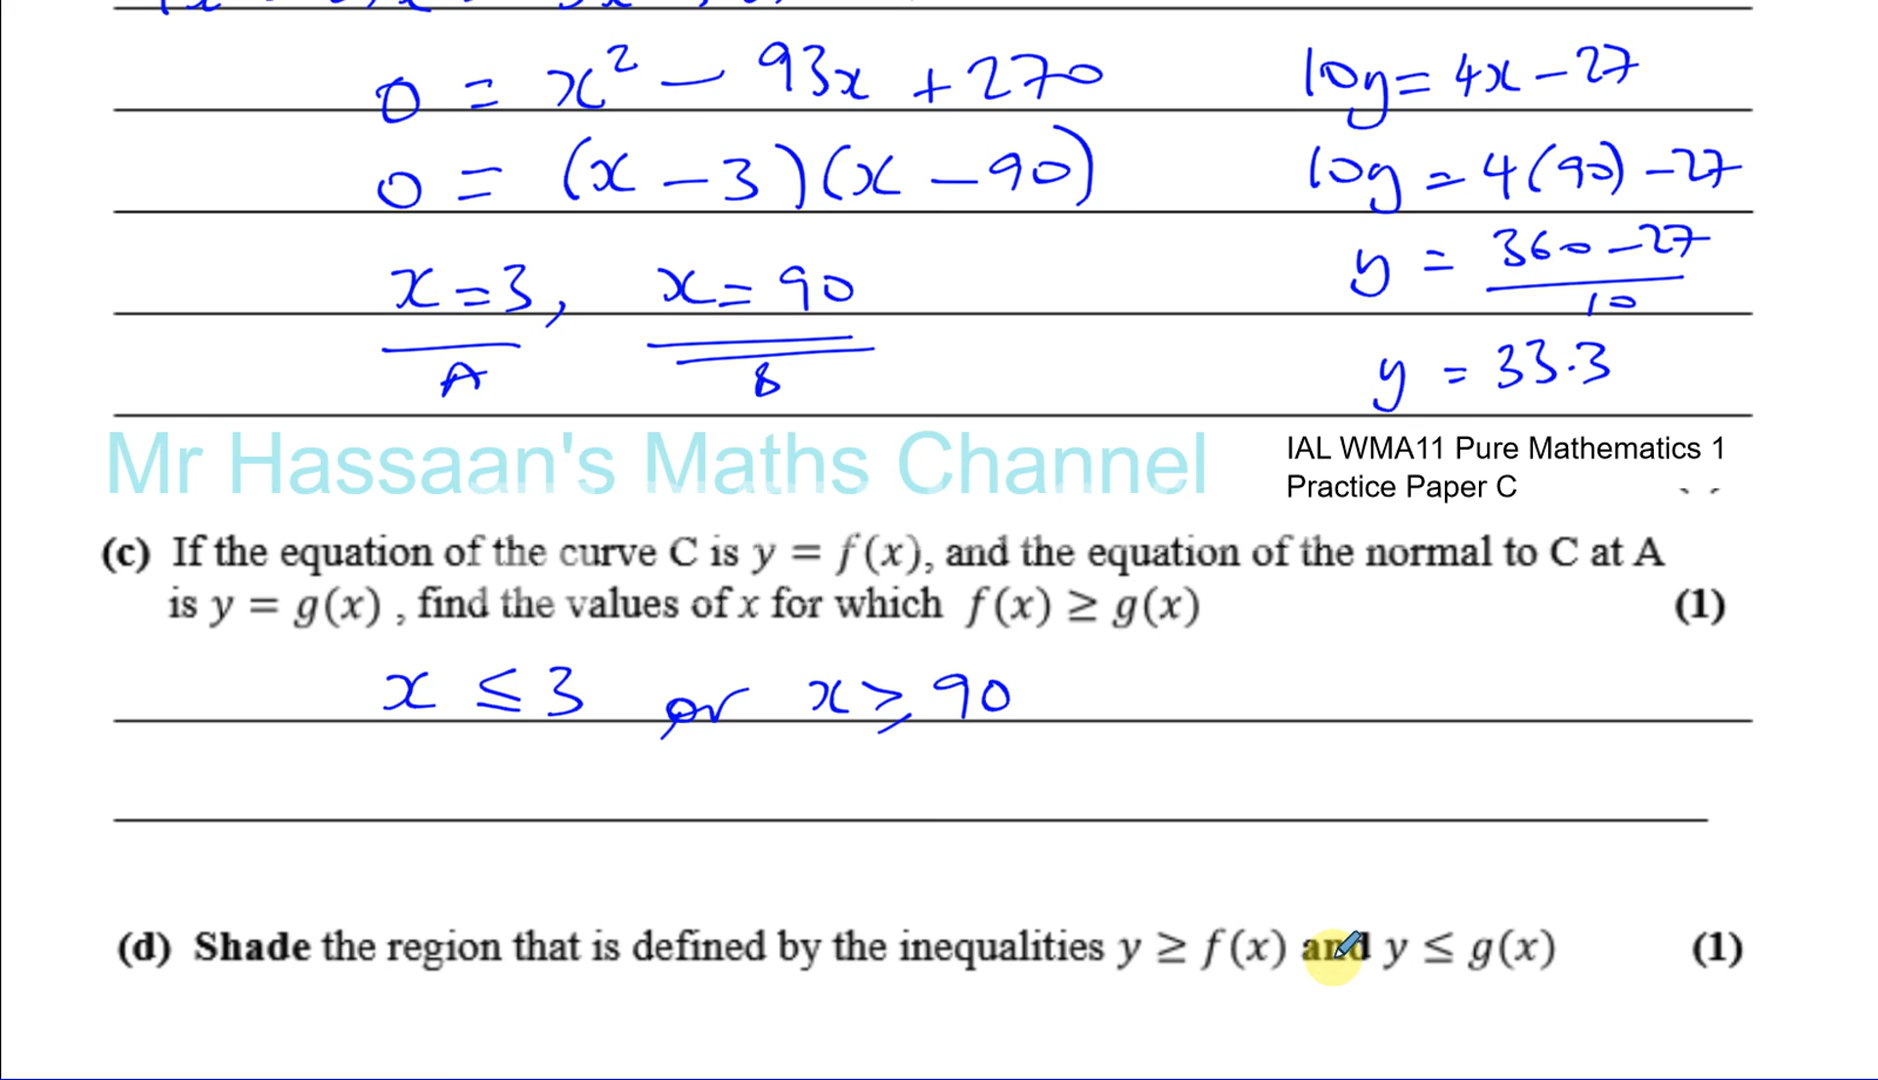 0 = x² − 93x + 270
0 = (x − 3)(x − 90)
x = 3, x = 90
A B
10y = 4x − 27
10y = 4(90) − 27
y = 360 − 27 / 10
y = 33.3
Mr Hassaan's Maths Channel
IAL WMA11 Pure Mathematics 1
Practice Paper C
(c) If the equation of the curve C is y = f(x), and the equation of the normal to C at A
is y = g(x) , find the values of x for which f(x) ≥ g(x) (1)
x ≤ 3 or x ≥ 90
(d) Shade the region that is defined by the inequalities y ≥ f(x) and y ≤ g(x) (1)